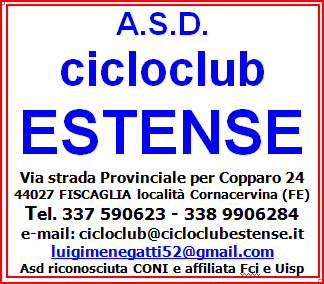 A.S.D.
cicloclub
ESTENSE
Via strada Provinciale per Copparo 24
44027 FISCAGLIA località Cornacervina (FE)
Tel. 337 590623 - 338 9906284
e-mail: cicloclub@cicloclubestense.it
luigimenegatti52@gmail.com
Asd riconosciuta CONI e affiliata Fci e Uisp